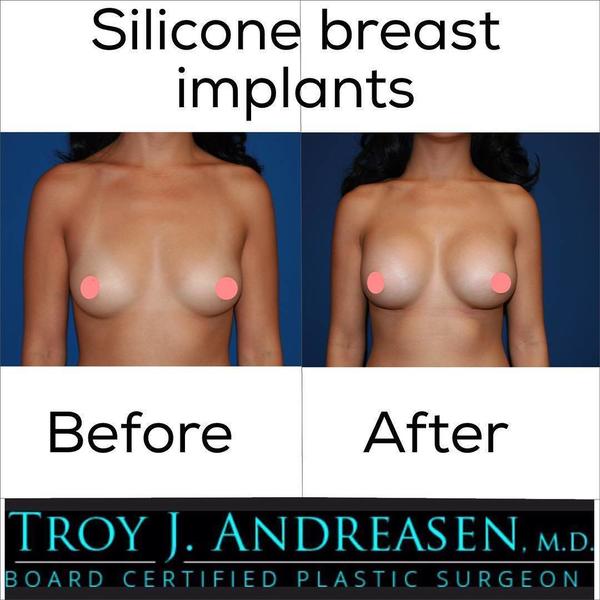 Silicone breast
implants
Before
After
TROY J. ANDREASEN, M.D.
BOARD CERTIFIED PLASTIC SURGEON